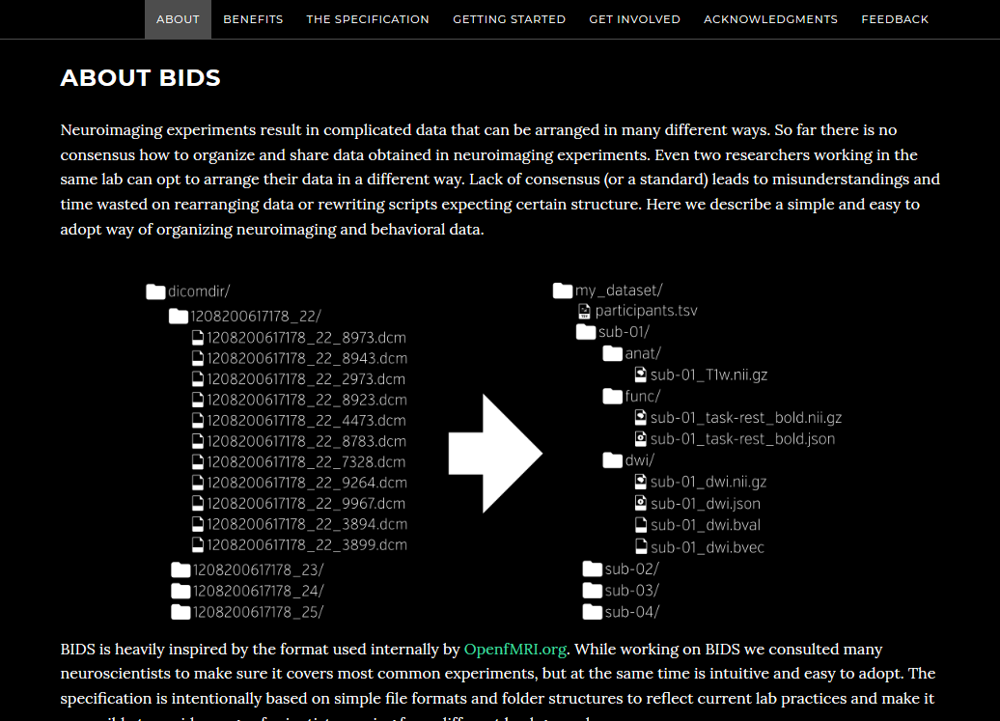 ABOUT BENEFITS THE SPECIFICATION GETTING STARTED GET INVOLVED ACKNOWLEDGMENTS FEEDBACK
ABOUT BIDS
Neuroimaging experiments result in complicated data that can be arranged in many different ways. So far there is no
consensus how to organize and share data obtained in neuroimaging experiments. Even two researchers working in the
same lab can opt to arrange their data in a different way. Lack of consensus (or a standard) leads to misunderstandings and
time wasted on rearranging data or rewriting scripts expecting certain structure. Here we describe a simple and easy to
adopt way of organizing neuroimaging and behavioral data.
dicomdir/
1208200617178_22/
1208200617178_22_8973.dcm
1208200617178_22_8943.dcm
1208200617178_22_2973.dcm
1208200617178_22_8923.dcm
1208200617178_22_4473.dcm
1208200617178_22_8783.dcm
1208200617178_22_7328.dcm
1208200617178_22_9264.dcm
1208200617178_22_9967.dcm
1208200617178_22_3894.dcm
1208200617178_22_3899.dcm
1208200617178_23/
1208200617178_24/
1208200617178_25/
my_dataset/
participants.tsv
sub-01/
anat/
sub-01_T1w.nii.gz
func/
sub-01_task-rest_bold.nii.gz
sub-01_task-rest_bold.json
dwi/
sub-01_dwi.nii.gz
sub-01_dwi.json
sub-01_dwi.bval
sub-01_dwi.bvec
sub-02/
sub-03/
sub-04/
BIDS is heavily inspired by the format used internally by OpenfMRI.org. While working on BIDS we consulted many
neuroscientists to make sure it covers most common experiments, but at the same time is intuitive and easy to adopt. The
specification is intentionally based on simple file formats and folder structures to reflect current lab practices and make it